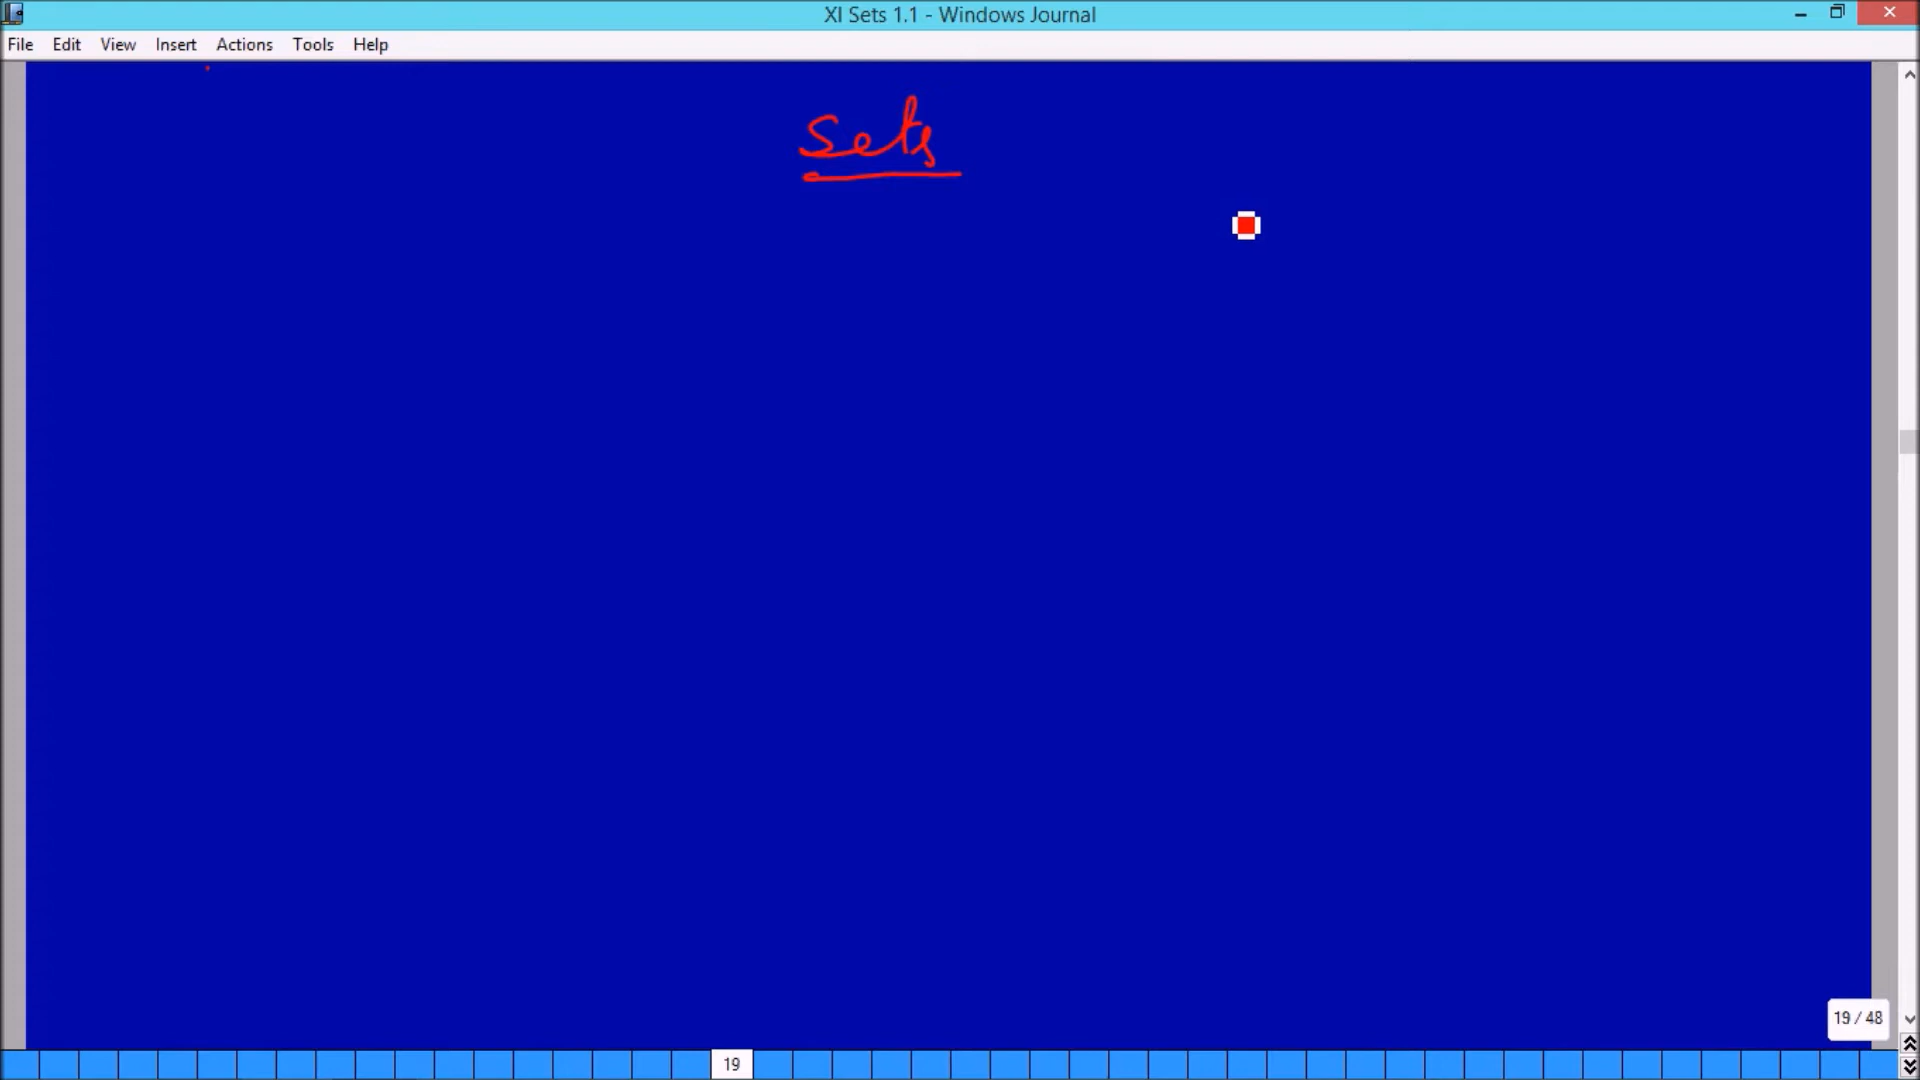 XI Sets 1.1 - Windows Journal
File Edit View Insert Actions Tools Help
Sets
19 / 48
19